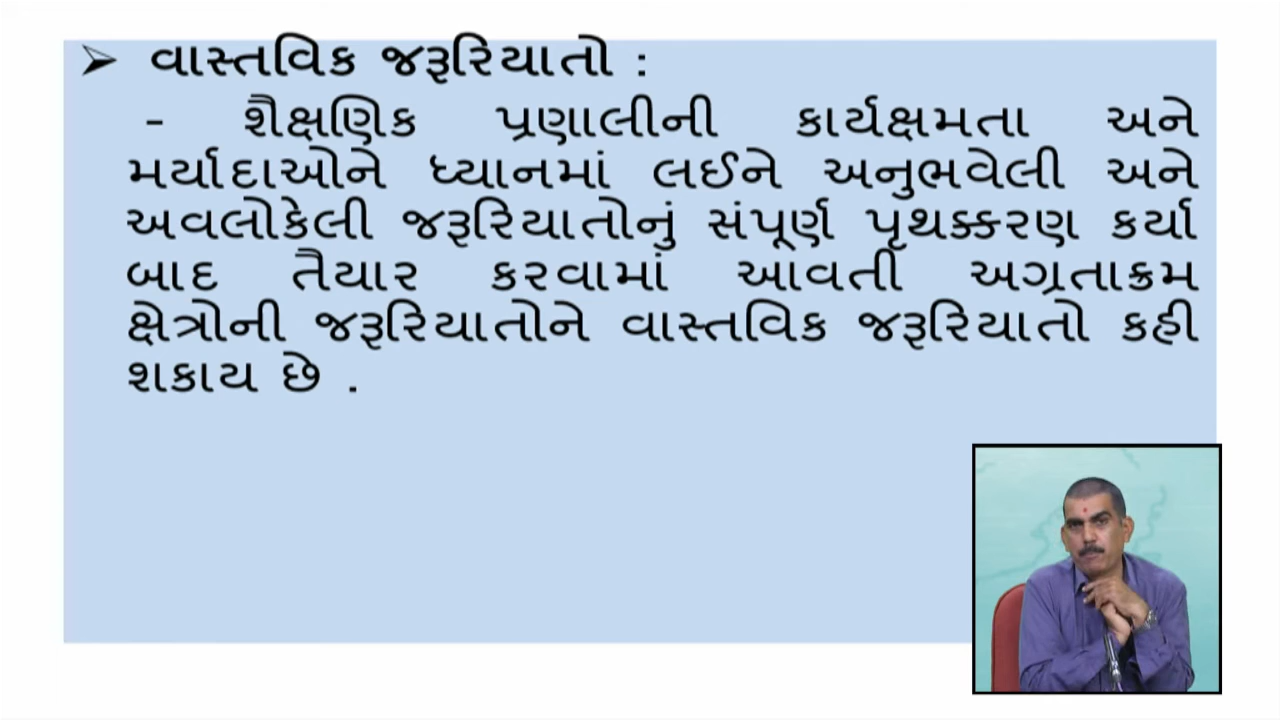 ➢ વાસ્તવિક જરૂરિયાતો :
- શૈક્ષણિક પ્રણાલીની કાર્યક્ષમતા અને
મર્યાદાઓને ધ્યાનમાં લઈને અનુભવેલી અને
અવલોકેલી જરૂરિયાતોનું સંપૂર્ણ પૃથક્કરણ કર્યા
બાદ તૈયાર કરવામાં આવતી અગ્રતાક્રમ
ક્ષેત્રોની જરૂરિયાતોને વાસ્તવિક જરૂરિયાતો કહી
શકાય છે .